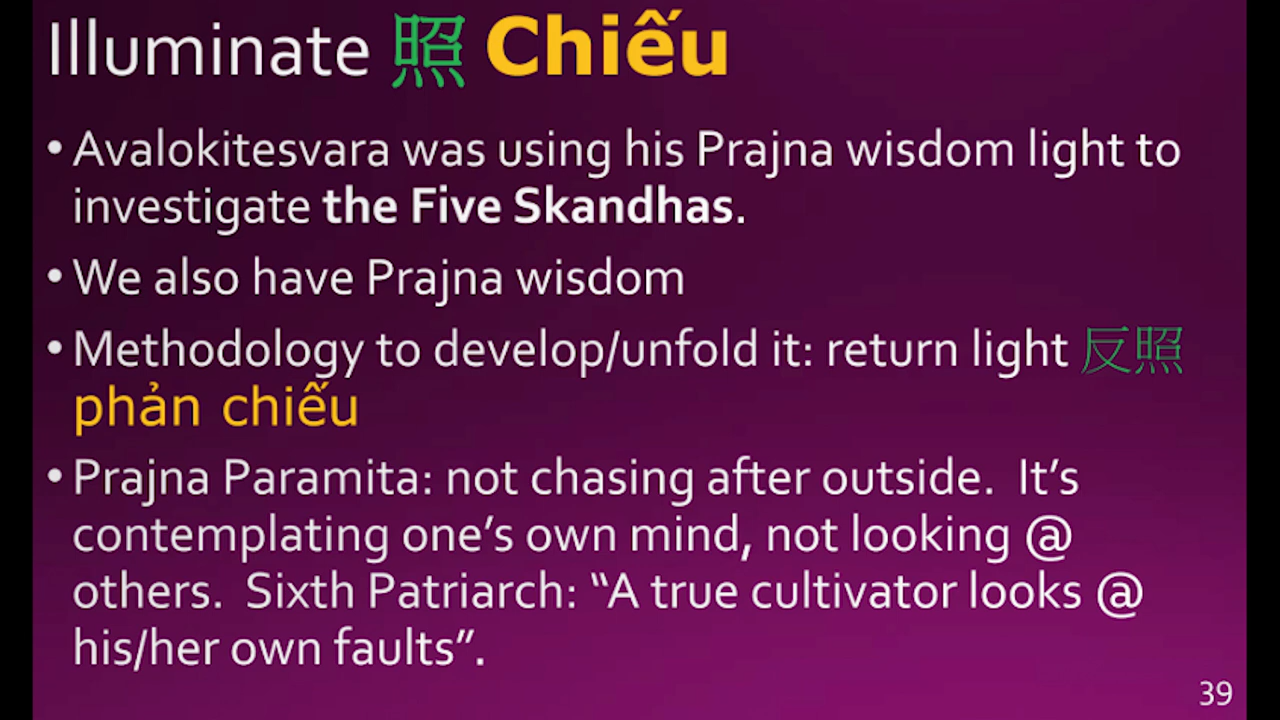 Illuminate 照 Chiếu
• Avalokitesvara was using his Prajna wisdom light to
investigate the Five Skandhas.
• We also have Prajna wisdom
• Methodology to develop/unfold it: return light 反照
phản chiếu
• Prajna Paramita: not chasing after outside.  It’s
contemplating one’s own mind, not looking @
others.  Sixth Patriarch: “A true cultivator looks @
his/her own faults”.
39